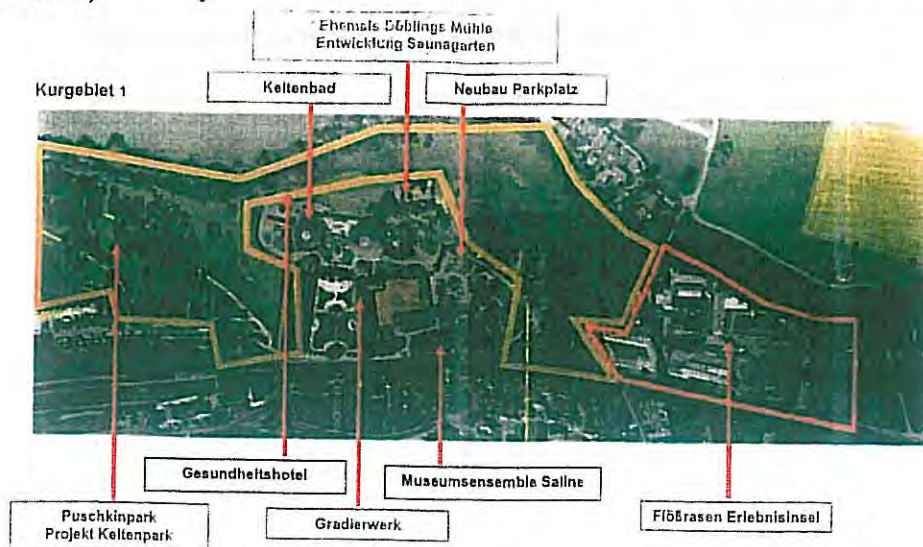 Ehemals Döblings Mühle
Entwicklung Saunagarten
Kurgebiet 1
Keltenbad
Neubau Parkplatz
Gesundheitshotel
Museumsensemble Saline
Puschkinpark
Projekt Keltenpark
Gradierwerk
Flößrasen Erlebnisinsel